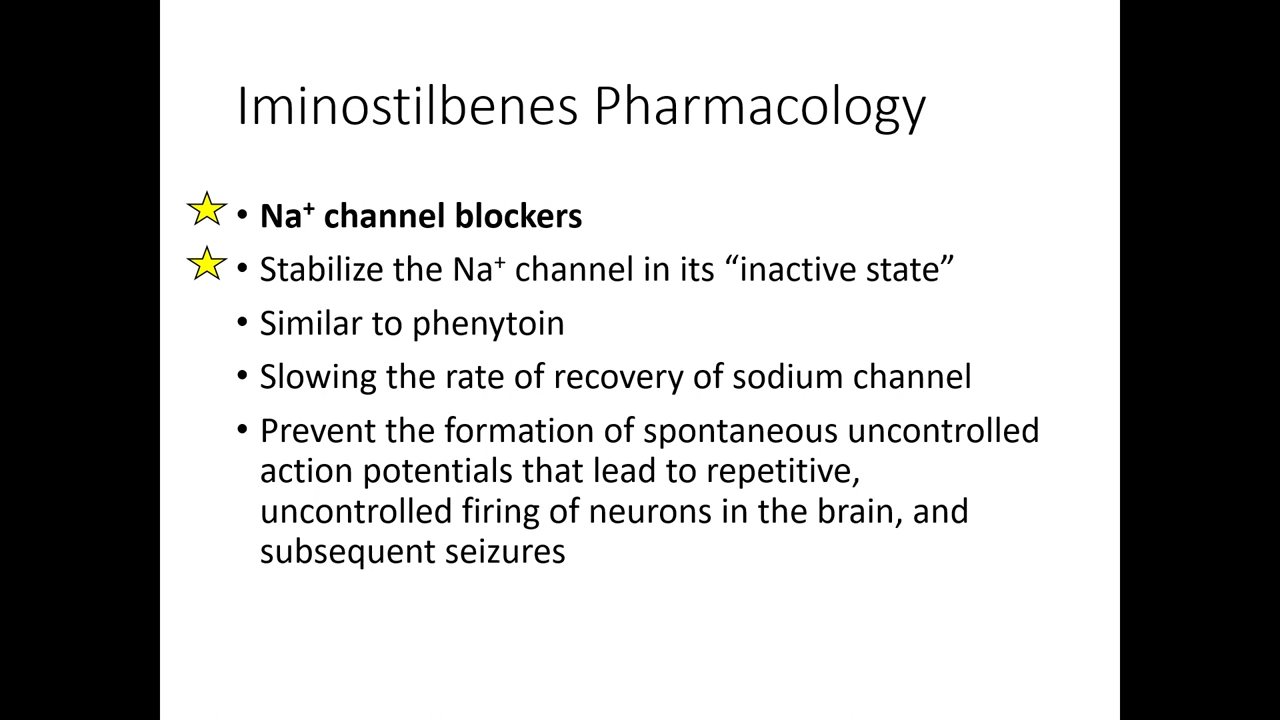 Iminostilbenes Pharmacology
• Na⁺ channel blockers
• Stabilize the Na⁺ channel in its “inactive state”
• Similar to phenytoin
• Slowing the rate of recovery of sodium channel
• Prevent the formation of spontaneous uncontrolled
action potentials that lead to repetitive,
uncontrolled firing of neurons in the brain, and
subsequent seizures